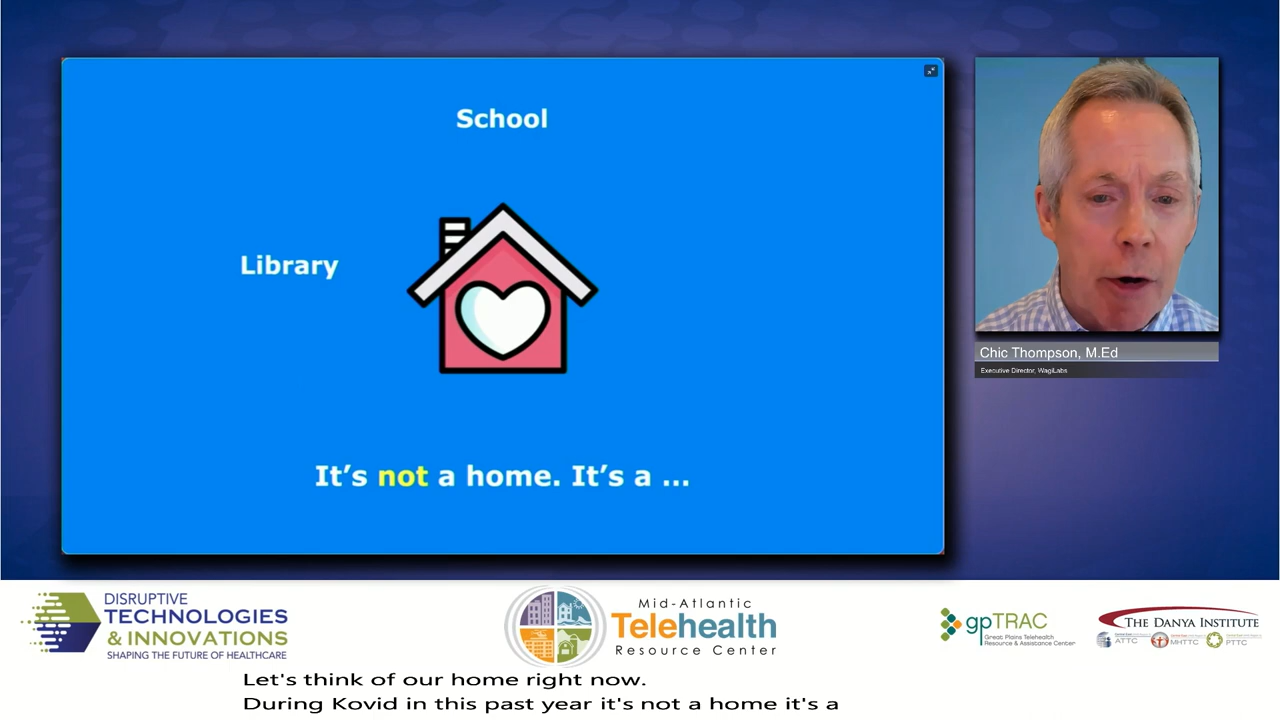 School
Library
It's not a home. It's a ...
Chic Thompson, M.Ed
Executive Director, WagiLabs
DISRUPTIVE
TECHNOLOGIES
& INNOVATIONS
SHAPING THE FUTURE OF HEALTHCARE
Mid-Atlantic
Telehealth
Resource Center
gpTRAC
Great Plains Telehealth
Resource & Assistance Center
THE DANYA INSTITUTE
ATTC
MHTTC
PTTC
Let's think of our home right now.
During Kovid in this past year it's not a home it's a